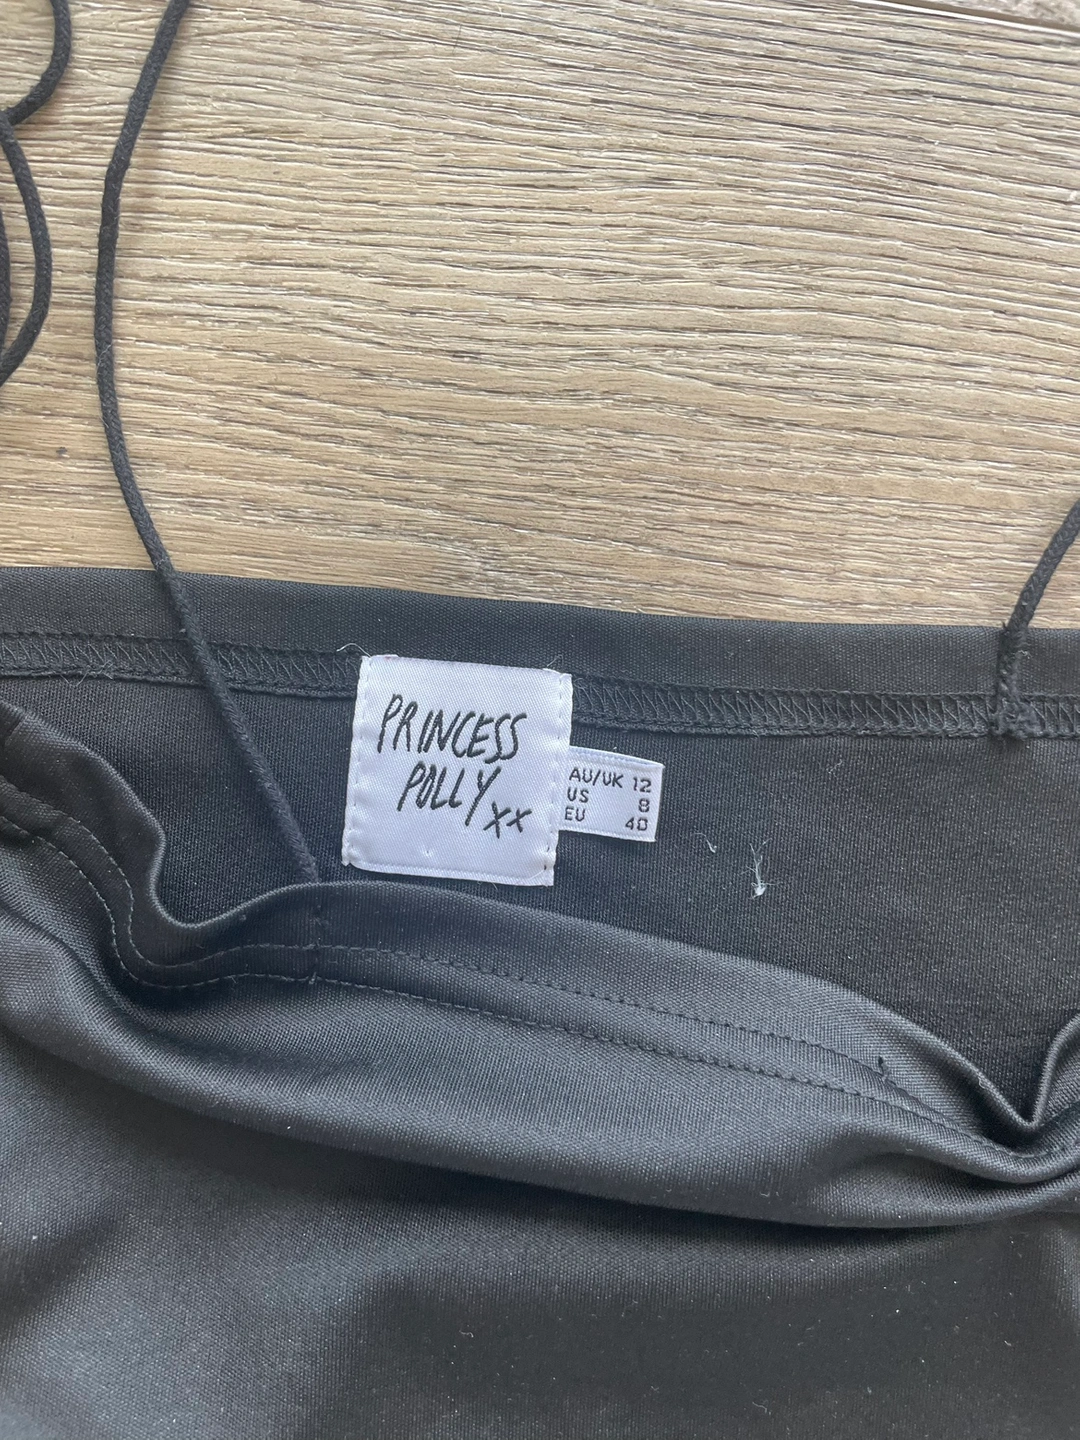 PRINCESS
POLLY xx
AU/UK 12
US 8
EU 40